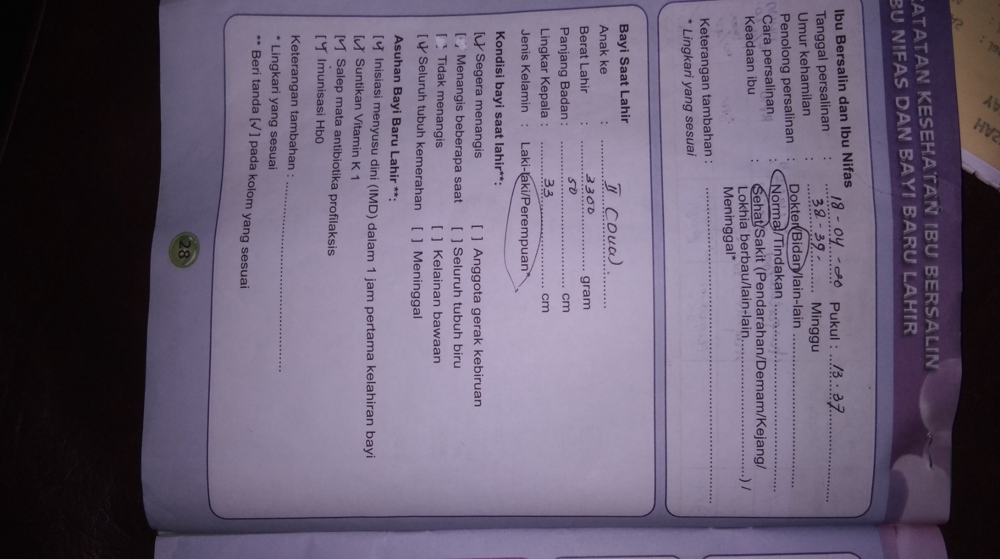 CATATAN KESEHATAN IBU BERSALIN
IBU NIFAS DAN BAYI BARU LAHIR
Ibu Bersalin dan Ibu Nifas
Tanggal persalinan : 18-04-20 Pukul : 13.37
Umur kehamilan : 38-39- Minggu
Penolong persalinan : Dokter/Bidan/lain-lain
Cara persalinan : Normal/Tindakan
Keadaan ibu : Sehat/Sakit (Pendarahan/Demam/Kejang/
Lokhia berbau/lain-lain..............................) /
Meninggal*
Keterangan tambahan :
* Lingkari yang sesuai
Bayi Saat Lahir
Anak ke : II (Dua).
Berat Lahir : 3300 gram
Panjang Badan : 50 cm
Lingkar Kepala : 33 cm
Jenis Kelamin : Laki-laki/Perempuan*
Kondisi bayi saat lahir**:
[√] Segera menangis [ ] Anggota gerak kebiruan
[ ] Menangis beberapa saat [ ] Seluruh tubuh biru
[ ] Tidak menangis [ ] Kelainan bawaan
[√] Seluruh tubuh kemerahan [ ] Meninggal
Asuhan Bayi Baru Lahir **:
[√] Inisiasi menyusu dini (IMD) dalam 1 jam pertama kelahiran bayi
[√] Suntikan Vitamin K 1
[√] Salep mata antibiotika profilaksis
[√] Imunisasi Hb0
Keterangan tambahan :
* Lingkari yang sesuai
** Beri tanda [√] pada kolom yang sesuai
28